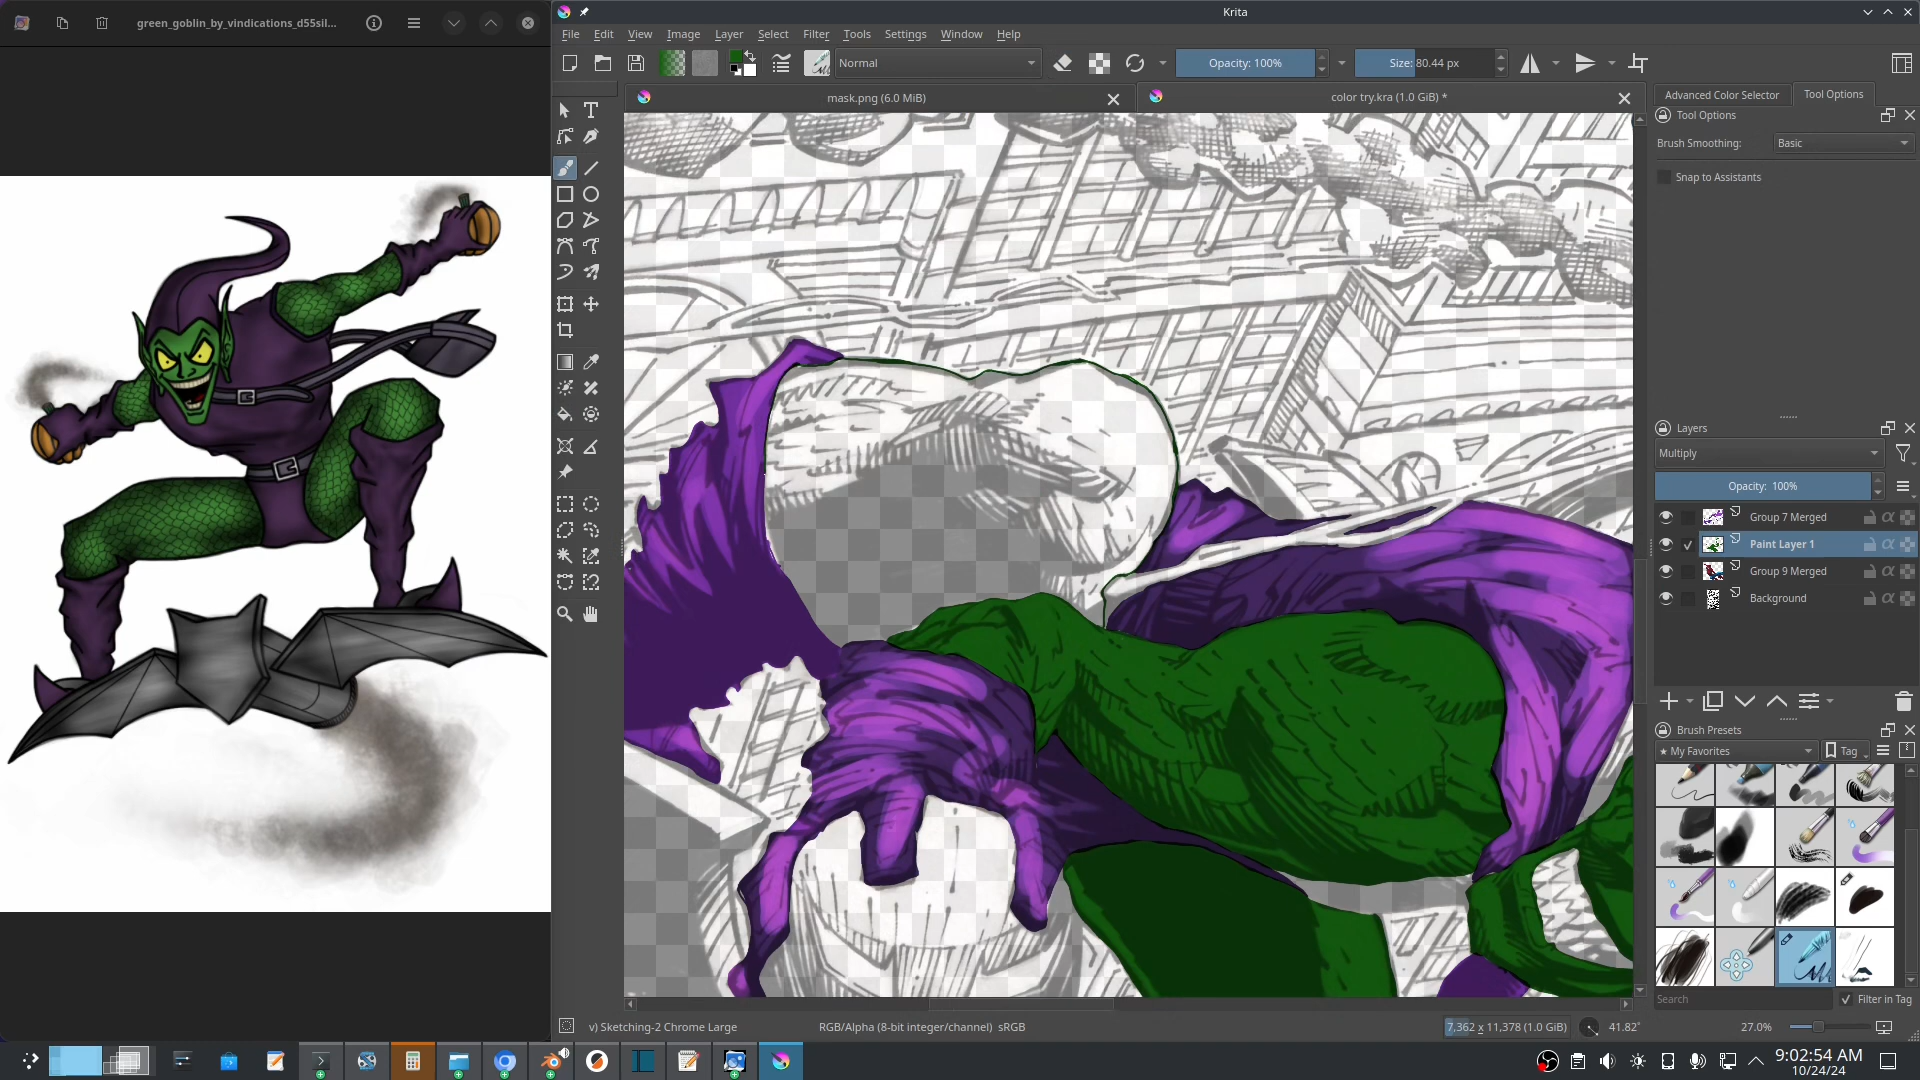 green_goblin_by_vindications_d55sil...
Krita
File Edit View Image Layer Select Filter Tools Settings Window Help
Normal
Opacity: 100%
Size: 80.44 px
mask.png (6.0 MiB)
color try.kra (1.0 GiB) *
Advanced Color Selector
Tool Options
Tool Options
Brush Smoothing:
Basic
Snap to Assistants
Layers
Multiply
Opacity: 100%
Group 7 Merged
Paint Layer 1
Group 9 Merged
Background
Brush Presets
★ My Favorites
Tag
Search
Filter in Tag
v) Sketching-2 Chrome Large
RGB/Alpha (8-bit integer/channel) sRGB
7,362 x 11,378 (1.0 GiB)
41.82°
27.0%
9:02:54 AM
10/24/24